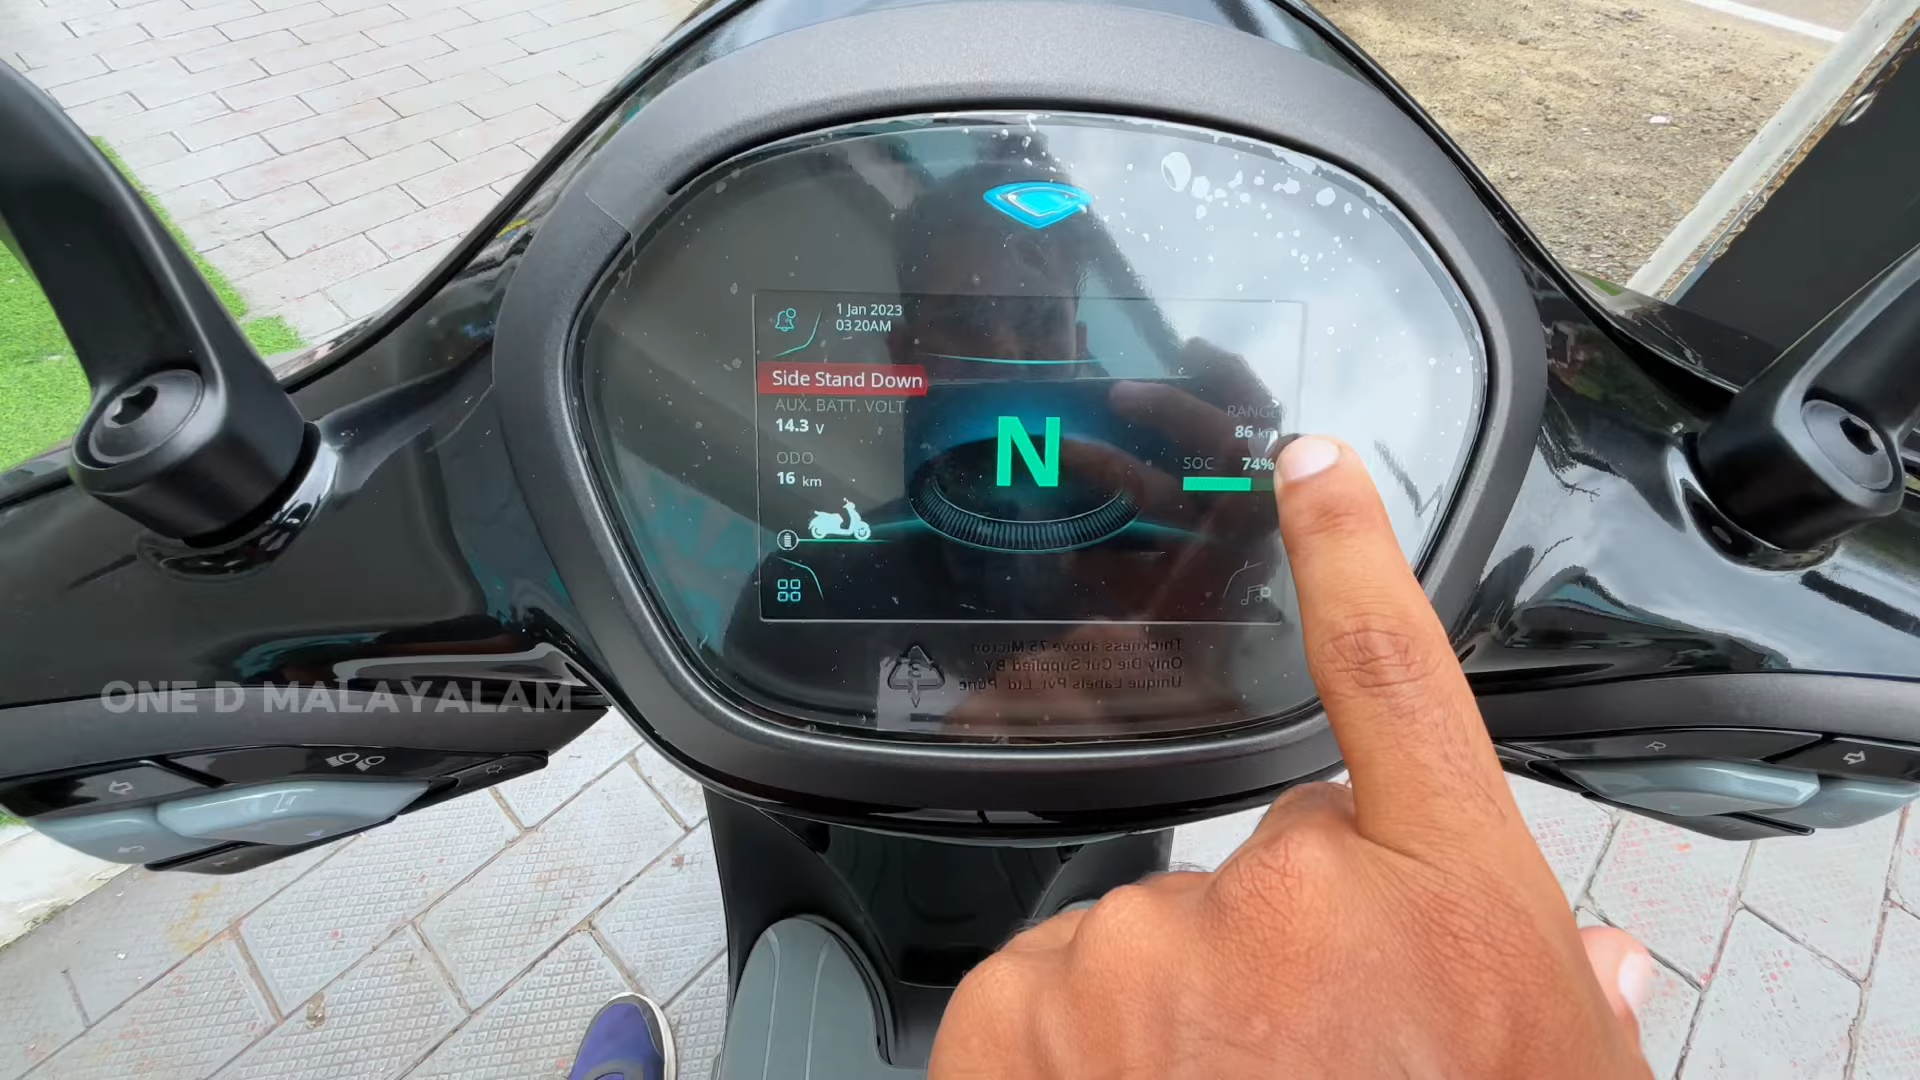 1 Jan 2023
03 20AM
Side Stand Down
AUX. BATT. VOLT.
14.3 V
ODO
16 km
N
RANGE
86 km
SOC 74%
Thickness above 75 Micron
Only Die Cut Supplied BY
Unique Labels Pvt. Ltd. Pune
3
ONE D MALAYALAM
R